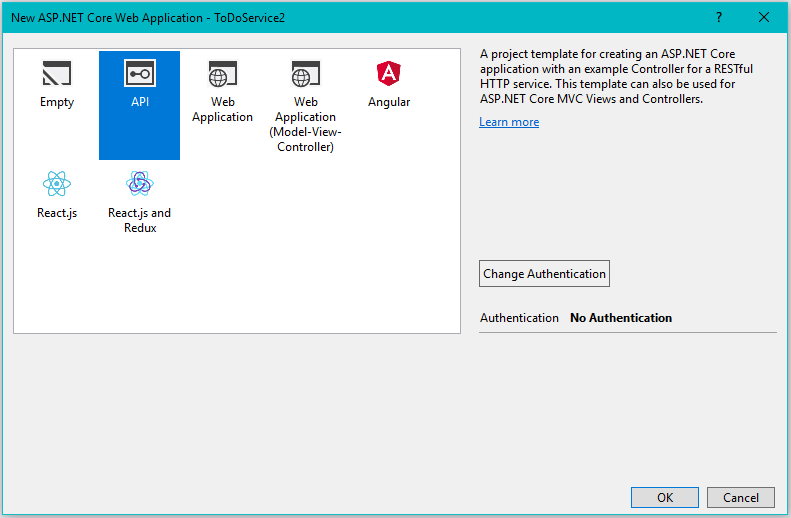 New ASP.NET Core Web Application - ToDoService2
?
Empty
API
Web
Application
Web
Application
(Model-View-
Controller)
Angular
React.js
React.js and
Redux
A project template for creating an ASP.NET Core
application with an example Controller for a RESTful
HTTP service. This template can also be used for
ASP.NET Core MVC Views and Controllers.
Learn more
Change Authentication
Authentication No Authentication
OK
Cancel